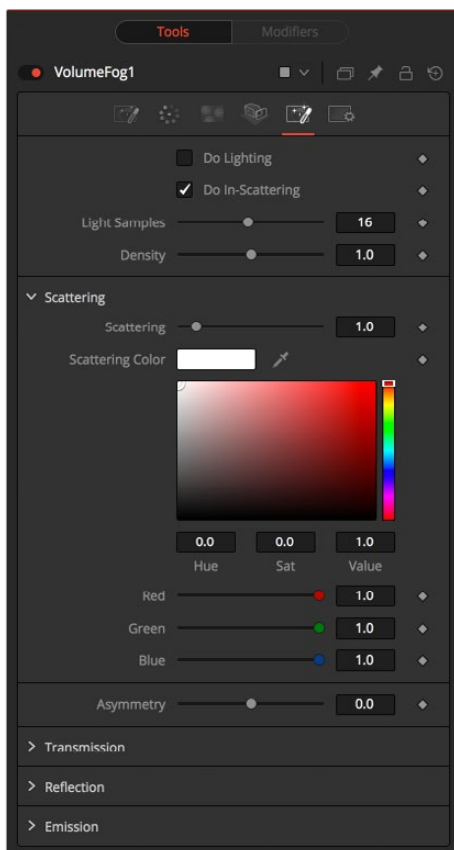 Tools Modifiers
VolumeFog1
Do Lighting
Do In-Scattering
Light Samples 16
Density 1.0
Scattering
Scattering 1.0
Scattering Color
0.0 0.0 1.0
Hue Sat Value
Red 1.0
Green 1.0
Blue 1.0
Asymmetry 0.0
Transmission
Reflection
Emission